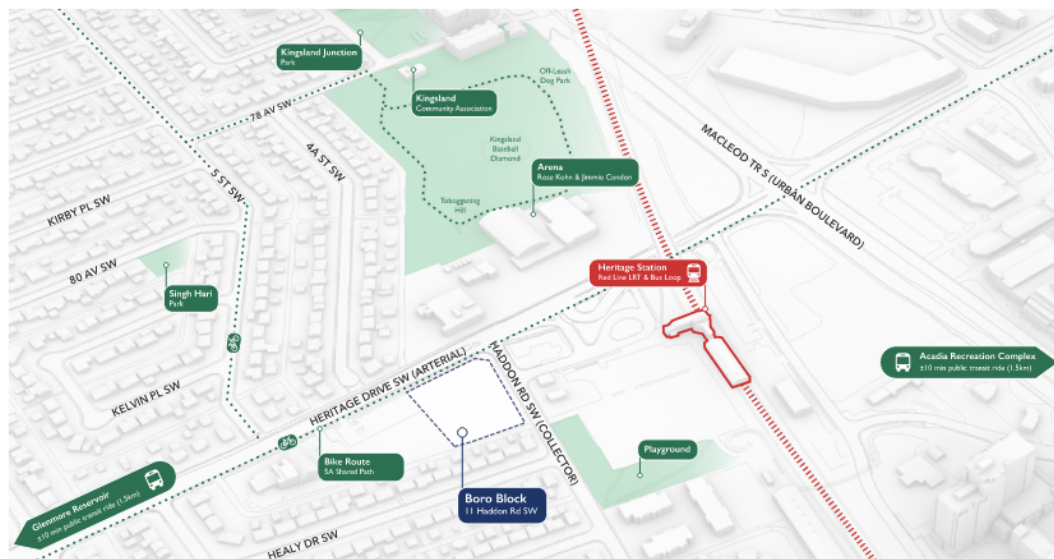 Kingsland Junction
Park
Kingsland
Community Association
Off-Leash
Dog Park
78 AV SW
4A ST SW
5 ST SW
Kingsland
Baseball
Diamond
Arena
Rose Kohn & Jimmie Condon
MACLEOD TR S (URBAN BOULEVARD)
KIRBY PL SW
Tobogganing
Hill
80 AV SW
Singh Hari
Park
Heritage Station
Red Line LRT & Bus Loop
Acadia Recreation Complex
±10 min public transit ride (1.5km)
KELVIN PL SW
HERITAGE DRIVE SW (ARTERIAL)
HADDON RD SW (COLLECTOR)
Bike Route
5A Shared Path
Playground
Glenmore Reservoir
±10 min public transit ride (1.5km)
Boro Block
11 Haddon Rd SW
HEALY DR SW